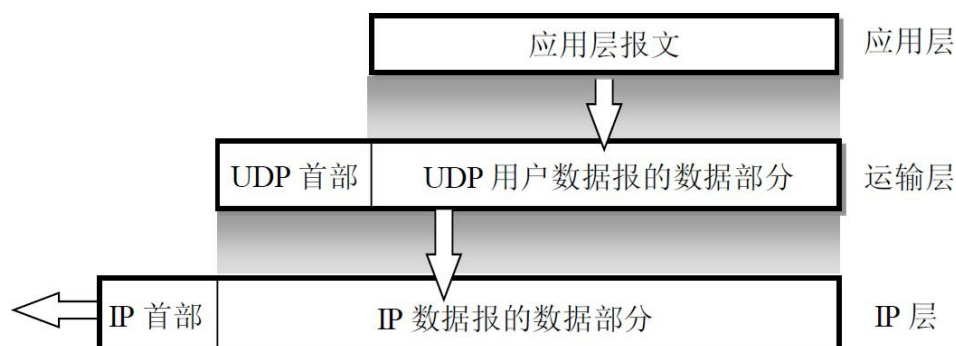 应用层报文 应用层
UDP 首部 UDP 用户数据报的数据部分 运输层
IP 首部 IP 数据报的数据部分 IP 层